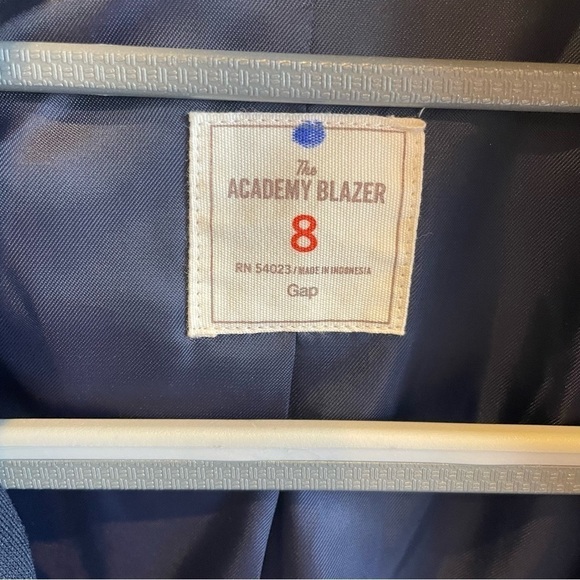 The
ACADEMY BLAZER
8
RN 54023/MADE IN INDONESIA
Gap